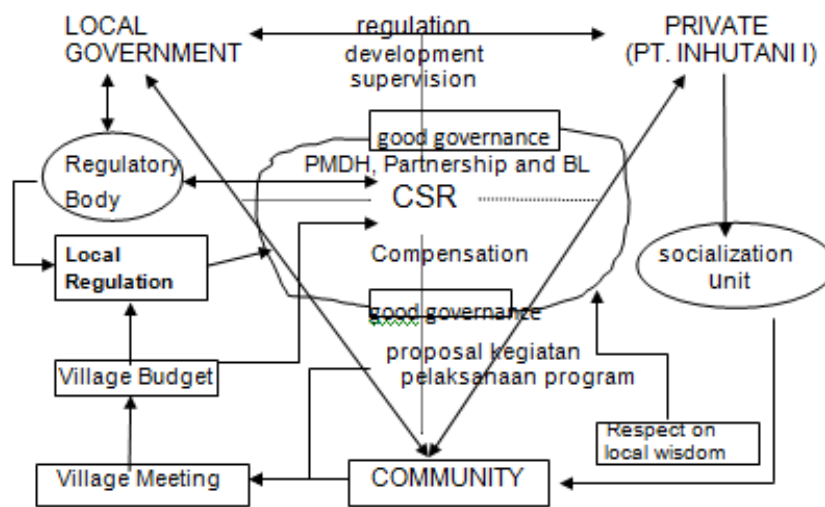 LOCAL
GOVERNMENT
regulation
development
supervision
PRIVATE
(PT. INHUTANI I)
good governance
Regulatory
Body
PMDH, Partnership and BL
CSR
Compensation
Local
Regulation
socialization
unit
good governance
proposal kegiatan
pelaksanaan program
Village Budget
Respect on
local wisdom
Village Meeting
COMMUNITY